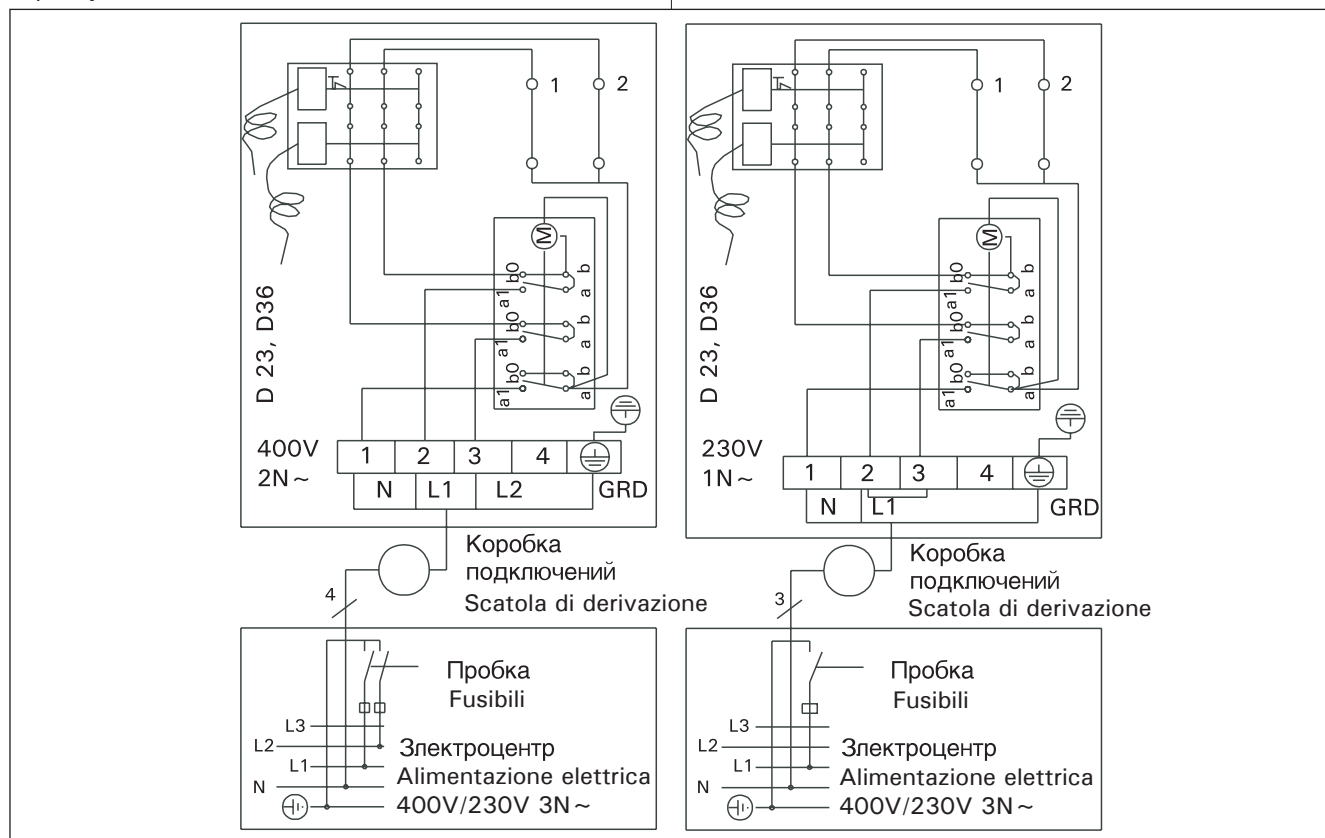 1
2
M
b0
b
a1
a
b0
b
a1
a
b0
b
a1
a
D 23, D36
400V
2N~
1 2 3 4
N L1 L2 GRD
Коробка
подключений
Scatola di derivazione
4
Пробка
Fusibili
L3
L2
L1
N
Злектроцентр
Alimentazione elettrica
400V/230V 3N~
1
2
M
b0
b
a1
a
b0
b
a1
a
b0
b
a1
a
D 23, D36
230V
1N~
1 2 3 4
N L1 GRD
Коробка
подключений
Scatola di derivazione
3
Пробка
Fusibili
L3
L2
L1
N
Злектроцентр
Alimentazione elettrica
400V/230V 3N~